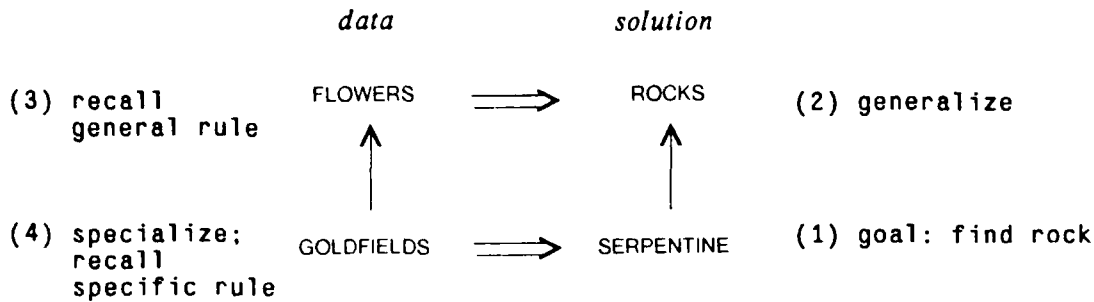 data solution
(3) recall
general rule
FLOWERS ROCKS
(2) generalize
(4) specialize;
recall
specific rule
GOLDFIELDS SERPENTINE
(1) goal: find rock